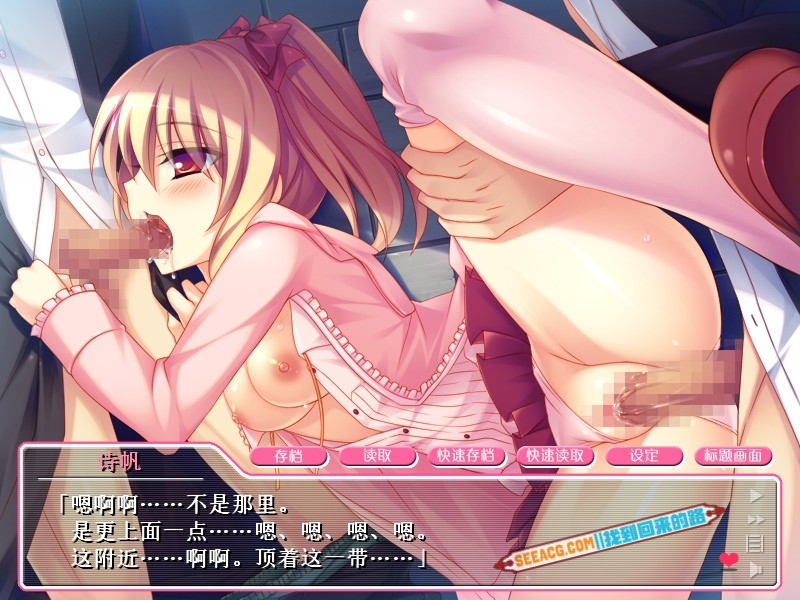 诗帆
存档 读取 快速存档 快速读取 设定 标题画面
「嗯啊啊……不是那里。
是更上面一点……嗯、嗯、嗯、嗯。
这附近……啊啊。顶着这一带……」
SEEACG.COM||找到回来的路